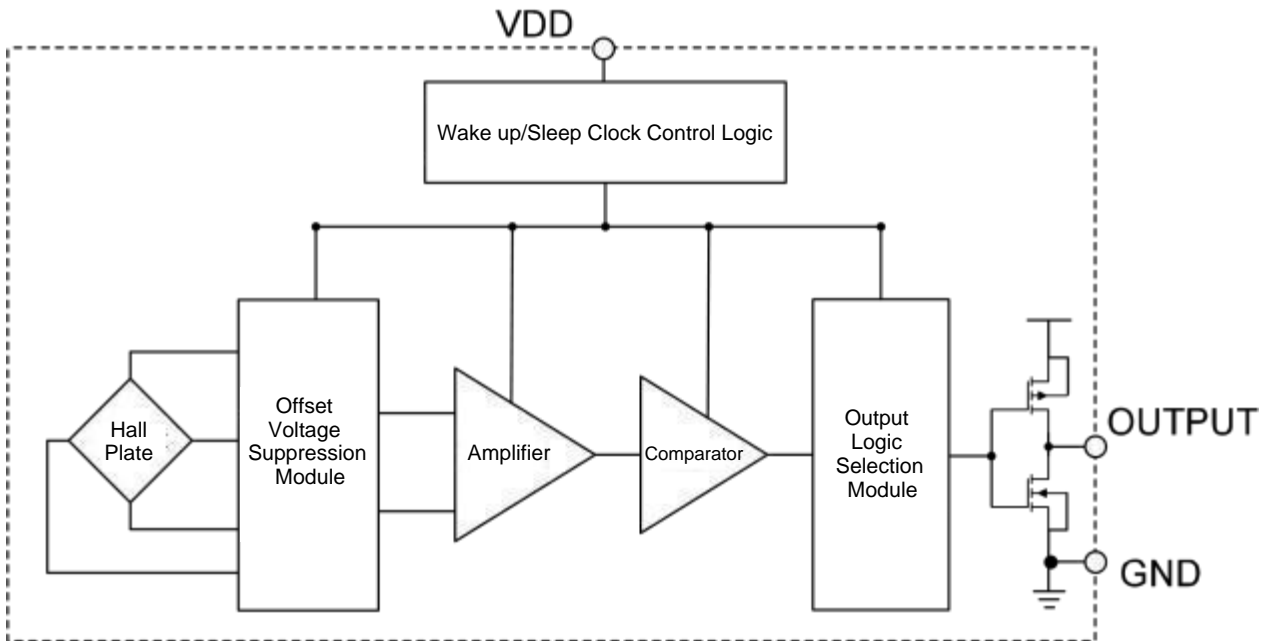 VDD
Wake up/Sleep Clock Control Logic
Hall
Plate
Offset
Voltage
Suppression
Module
Amplifier
Comparator
Output
Logic
Selection
Module
OUTPUT
GND